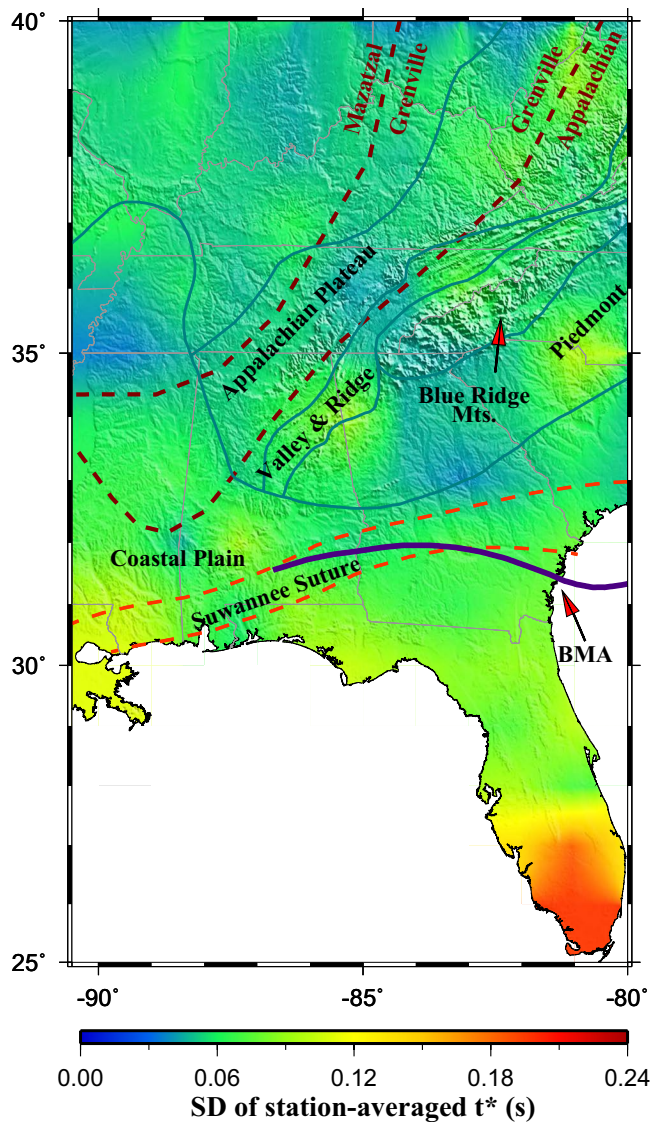 40°
Mazatzal
Grenville
Grenville
Appalachian
Appalachian Plateau
Piedmont
35°
Blue Ridge
Mts.
Valley & Ridge
Coastal Plain
Suwannee Suture
BMA
30°
25°
-90°
-85°
-80°
0.00
0.06
0.12
0.18
0.24
SD of station-averaged t* (s)